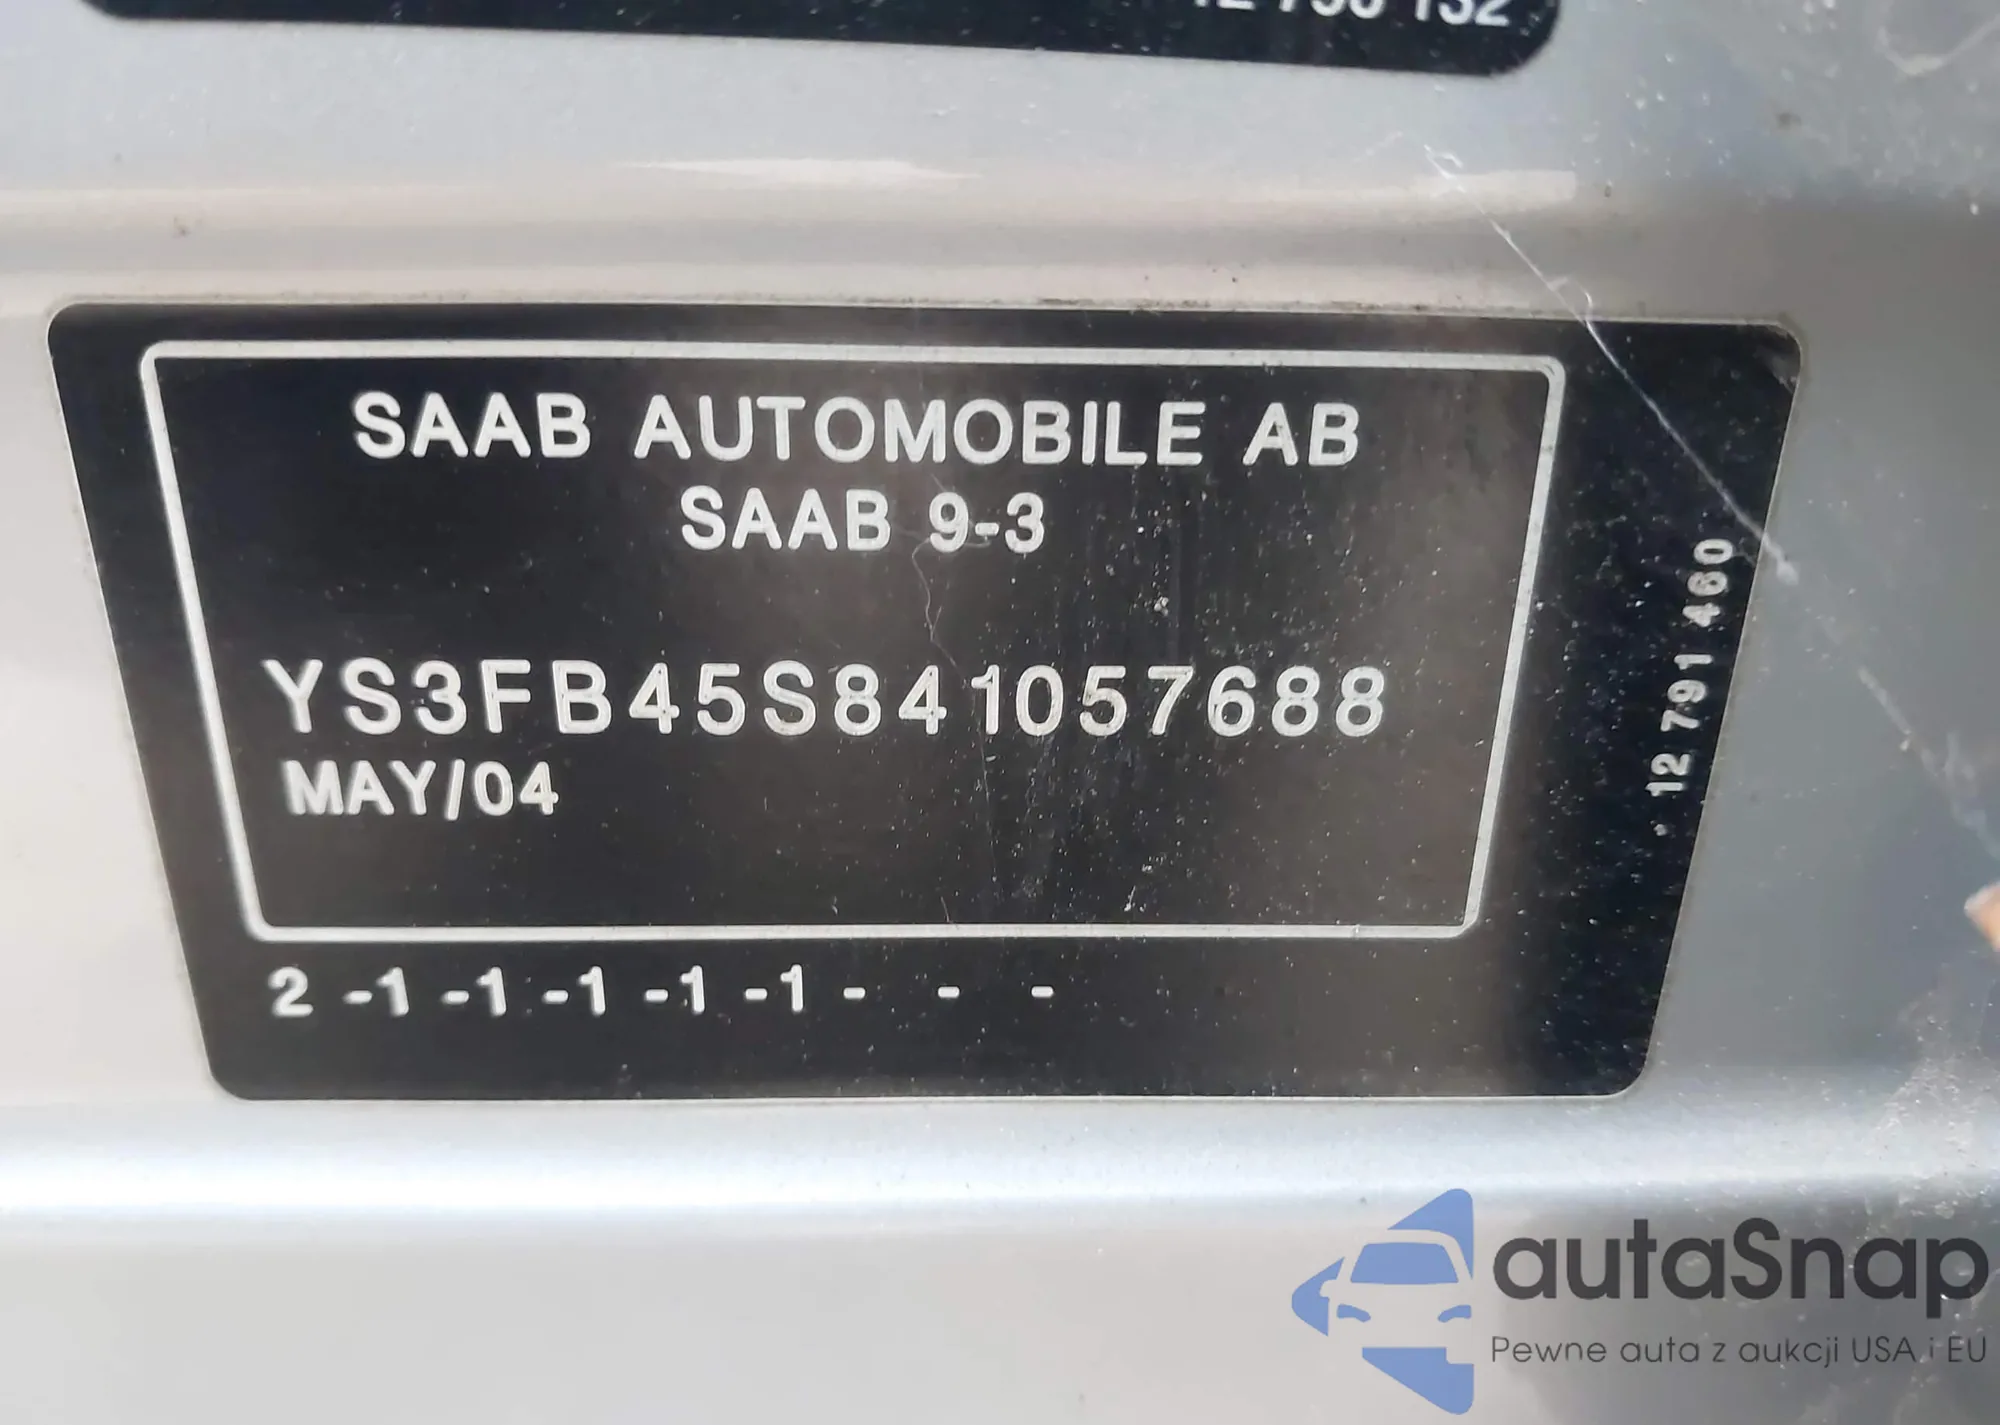 SAAB AUTOMOBILE AB
SAAB 9-3
YS3FB45S841057688
MAY/04
2 -1 -1 -1 -1 -1 - - -
12 791 460
autaSnap
Pewne auta z aukcji USA i EU